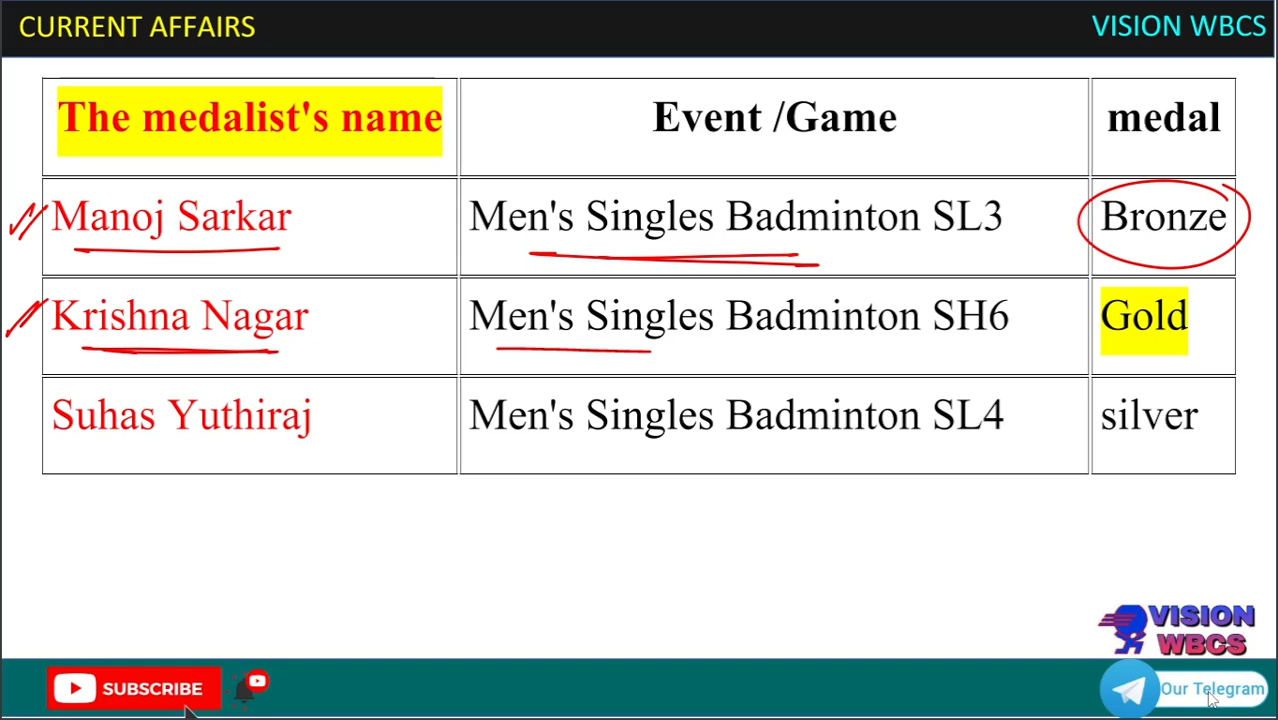 CURRENT AFFAIRS
VISION WBCS
The medalist's name Event /Game medal
Manoj Sarkar Men's Singles Badminton SL3 Bronze
Krishna Nagar Men's Singles Badminton SH6 Gold
Suhas Yuthiraj Men's Singles Badminton SL4 silver
VISION
WBCS
SUBSCRIBE
Our Telegram